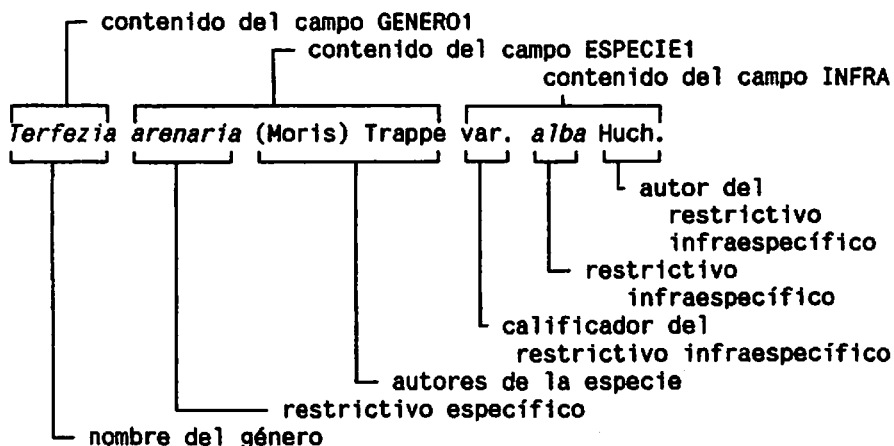 contenido del campo GENERO1
contenido del campo ESPECIE1
contenido del campo INFRA
Terfezia arenaria (Moris) Trappe var. alba Huch.
autor del
restrictivo
infraespecífico
restrictivo
infraespecífico
calificador del
restrictivo infraespecífico
autores de la especie
restrictivo específico
nombre del género